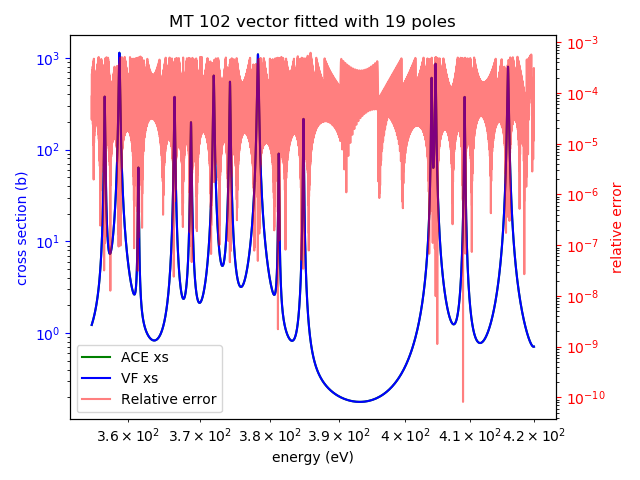 MT 102 vector fitted with 19 poles
10³
10²
10¹
10⁰
cross section (b)
10⁻³
10⁻⁴
10⁻⁵
10⁻⁶
10⁻⁷
10⁻⁸
10⁻⁹
10⁻¹⁰
relative error
ACE xs
VF xs
Relative error
3.6 × 10² 3.7 × 10² 3.8 × 10² 3.9 × 10² 4 × 10² 4.1 × 10² 4.2 × 10²
energy (eV)